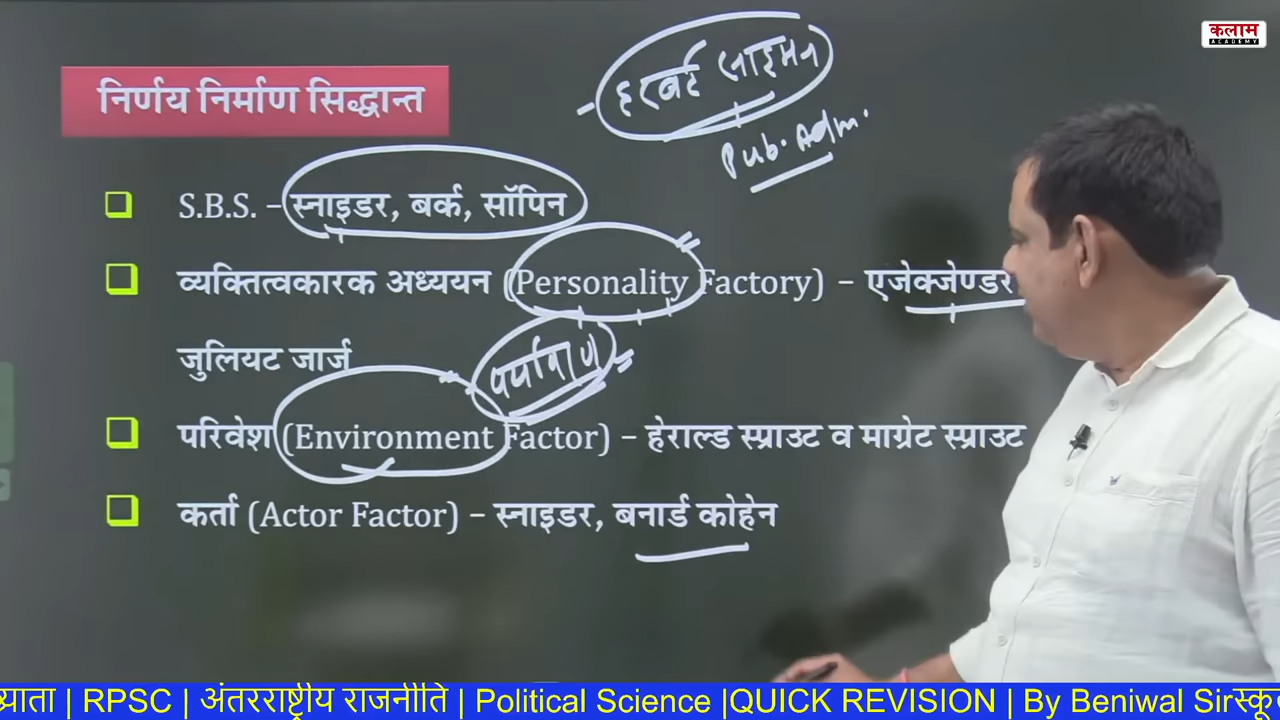 कलाम
ACADEMY
हरबर्ट साइमन
Pub. Adm.
निर्णय निर्माण सिद्धान्त
S.B.S. – स्नाइडर, बर्क, सॉपिन
व्यक्तित्वकारक अध्ययन (Personality Factory) – एजेक्जेण्डर
जुलियट जार्ज
पर्यावरण
परिवेश (Environment Factor) – हेराल्ड स्प्राउट व माग्रेट स्प्राउट
कर्ता (Actor Factor) – स्नाइडर, बनार्ड कोहेन
ख्याता | RPSC | अंतरराष्ट्रीय राजनीति | Political Science |QUICK REVISION | By Beniwal Sirस्कू